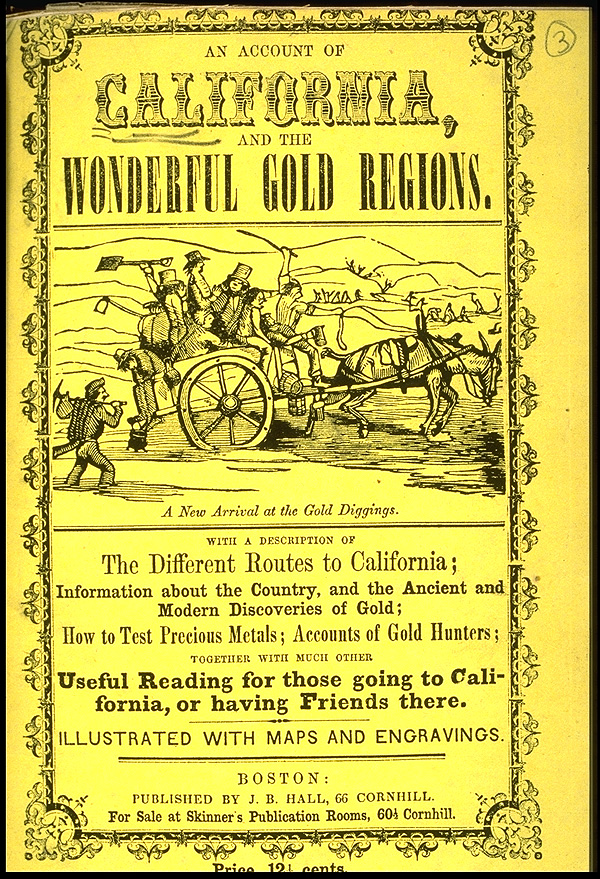 3
AN ACCOUNT OF
CALIFORNIA,
AND THE
WONDERFUL GOLD REGIONS.
A New Arrival at the Gold Diggings.
WITH A DESCRIPTION OF
The Different Routes to California;
Information about the Country, and the Ancient and
Modern Discoveries of Gold;
How to Test Precious Metals; Accounts of Gold Hunters;
TOGETHER WITH MUCH OTHER
Useful Reading for those going to Cali-
fornia, or having Friends there.
ILLUSTRATED WITH MAPS AND ENGRAVINGS.
BOSTON:
PUBLISHED BY J. B. HALL, 66 CORNHILL.
For Sale at Skinner's Publication Rooms, 60½ Cornhill.
Price 12½ cents.